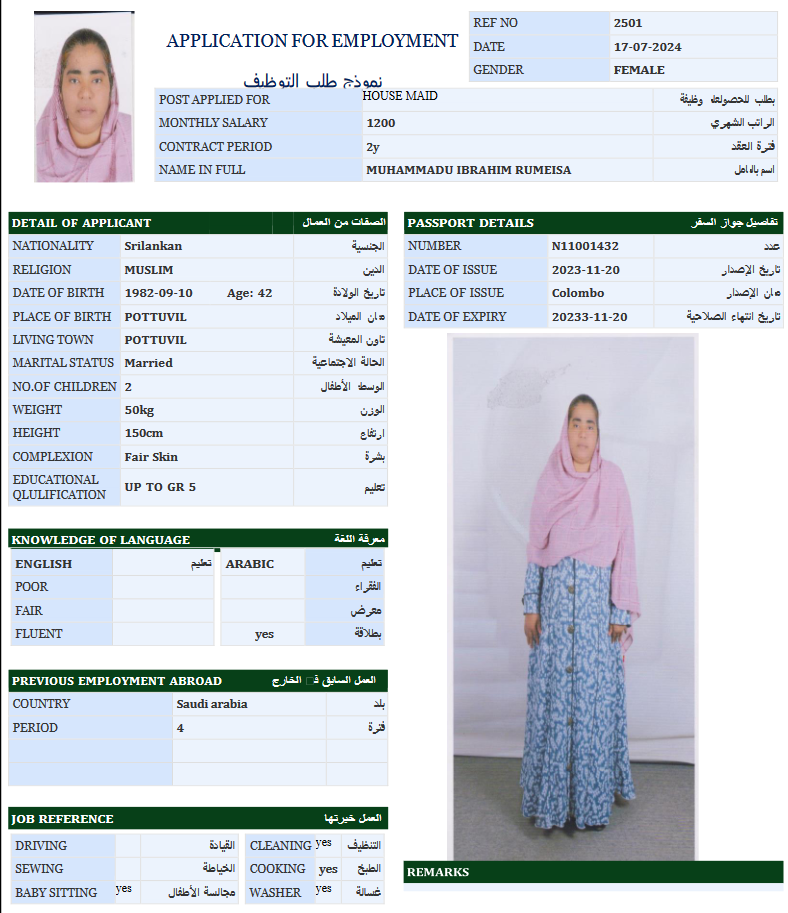 APPLICATION FOR EMPLOYMENT
نموذج طلب التوظيف
REF NO 2501
DATE 17-07-2024
GENDER FEMALE
POST APPLIED FOR HOUSE MAID يطلب للحصولعلى وظيفة
MONTHLY SALARY 1200 الراتب الشهري
CONTRACT PERIOD 2y فترة العقد
NAME IN FULL MUHAMMADU IBRAHIM RUMEISA
DETAIL OF APPLICANT الصفات من العمال
NATIONALITY Srilankan الجنسية
RELIGION MUSLIM الدين
DATE OF BIRTH 1982-09-10 Age: 42 تاريخ الولادة
PLACE OF BIRTH POTTUVIL الميلاد
LIVING TOWN POTTUVIL تاون المعيشة
MARITAL STATUS Married الحالة الاجتماعية
NO.OF CHILDREN 2 الوسط الأطفال
WEIGHT 50kg الوزن
HEIGHT 150cm ارتفاع
COMPLEXION Fair Skin بشرة
EDUCATIONAL
QLULIFICATION UP TO GR 5 تعليم
KNOWLEDGE OF LANGUAGE معرفة اللغة
ENGLISH تعليم ARABIC تعليم
POOR الفقراء
FAIR معرض
FLUENT yes بطلاقة
PREVIOUS EMPLOYMENT ABROAD العمل السابق الخارج
COUNTRY Saudi arabia بلد
PERIOD 4 فترة
JOB REFERENCE العمل خبرتها
DRIVING القيادة CLEANING yes التنظيف
SEWING الخياطة COOKING yes الطبخ
BABY SITTING yes مجالسة الأطفال WASHER yes غسالة
PASSPORT DETAILS تفاصيل جواز السفر
NUMBER N11001432 عدد
DATE OF ISSUE 2023-11-20 تاريخ الإصدار
PLACE OF ISSUE Colombo الإصدار
DATE OF EXPIRY 20233-11-20 تاريخ انتهاء الصلاحية
REMARKS